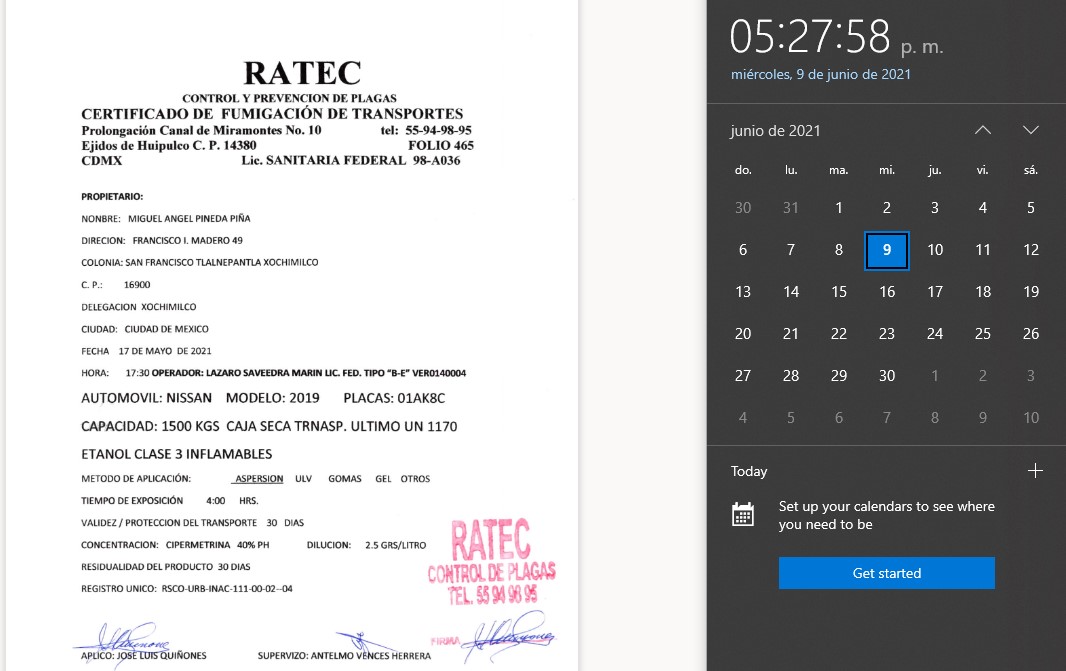 RATEC
CONTROL Y PREVENCION DE PLAGAS
CERTIFICADO DE FUMIGACIÓN DE TRANSPORTES
Prolongación Canal de Miramontes No. 10 tel: 55-94-98-95
Ejidos de Huipulco C. P. 14380 FOLIO 465
CDMX Lic. SANITARIA FEDERAL 98-A036
PROPIETARIO:
NOMBRE: MIGUEL ANGEL PINEDA PIÑA
DIRECION: FRANCISCO I. MADERO 49
COLONIA: SAN FRANCISCO TLALNEPANTLA XOCHIMILCO
C. P.: 16900
DELEGACION XOCHIMILCO
CIUDAD: CIUDAD DE MEXICO
FECHA 17 DE MAYO DE 2021
HORA: 17:30 OPERADOR: LAZARO SAVEEDRA MARIN LIC. FED. TIPO “B-E” VER0140004
AUTOMOVIL: NISSAN MODELO: 2019 PLACAS: 01AK8C
CAPACIDAD: 1500 KGS CAJA SECA TRNASP. ULTIMO UN 1170
ETANOL CLASE 3 INFLAMABLES
METODO DE APLICACIÓN: ASPERSION ULV GOMAS GEL OTROS
TIEMPO DE EXPOSICIÓN 4:00 HRS.
VALIDEZ / PROTECCION DEL TRANSPORTE 30 DIAS
CONCENTRACION: CIPERMETRINA 40% PH DILUCION: 2.5 GRS/LITRO
RESIDUALIDAD DEL PRODUCTO 30 DIAS
REGISTRO UNICO: RSCO-URB-INAC-111-00-02--04
RATEC
CONTROL DE PLAGAS
TEL. 55 94 98 95
FIRMA
APLICO: JOSE LUIS QUIÑONES SUPERVIZO: ANTELMO VENCES HERRERA
05:27:58 p. m.
miércoles, 9 de junio de 2021
junio de 2021
do. lu. ma. mi. ju. vi. sá.
30 31 1 2 3 4 5
6 7 8 9 10 11 12
13 14 15 16 17 18 19
20 21 22 23 24 25 26
27 28 29 30 1 2 3
4 5 6 7 8 9 10
Today
Set up your calendars to see where
you need to be
Get started